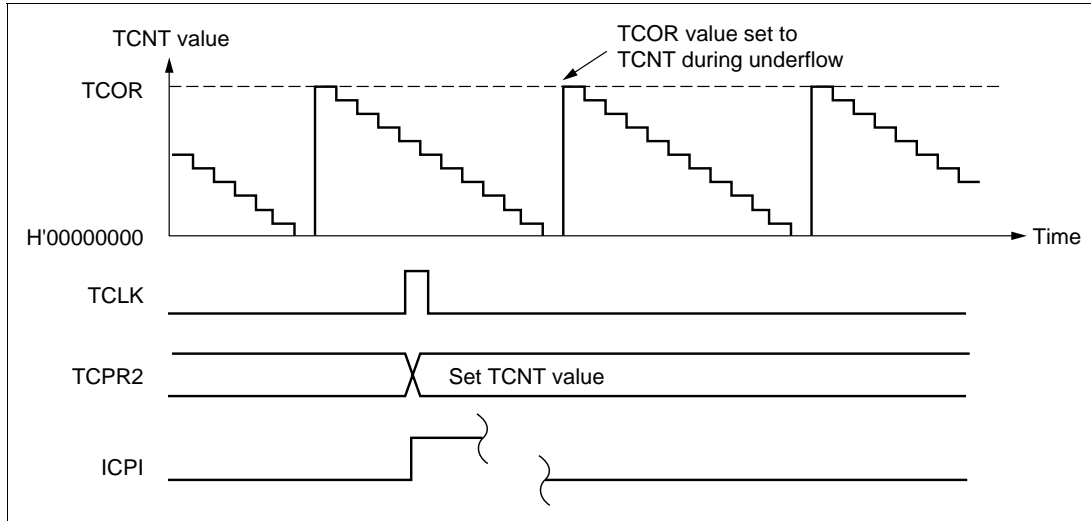 TCNT value
TCOR value set to
TCNT during underflow
TCOR
H'00000000
Time
TCLK
TCPR2
Set TCNT value
ICPI